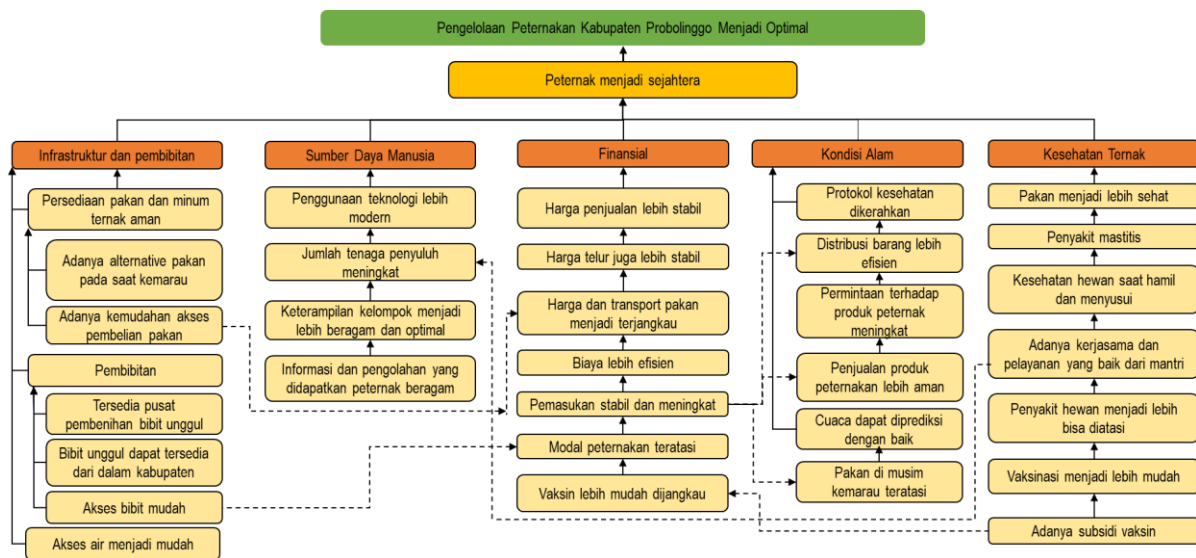 Pengelolaan Peternakan Kabupaten Probolinggo Menjadi Optimal
Peternak menjadi sejahtera
Infrastruktur dan pembibitan
Persediaan pakan dan minum
ternak aman
Adanya alternative pakan
pada saat kemarau
Adanya kemudahan akses
pembelian pakan
Pembibitan
Tersedia pusat
pembenihan bibit unggul
Bibit unggul dapat tersedia
dari dalam kabupaten
Akses bibit mudah
Akses air menjadi mudah
Sumber Daya Manusia
Penggunaan teknologi lebih
modern
Jumlah tenaga penyuluh
meningkat
Keterampilan kelompok menjadi
lebih beragam dan optimal
Informasi dan pengolahan yang
didapatkan peternak beragam
Finansial
Harga penjualan lebih stabil
Harga telur juga lebih stabil
Harga dan transport pakan
menjadi terjangkau
Biaya lebih efisien
Pemasukan stabil dan meningkat
Modal peternakan teratasi
Vaksin lebih mudah dijangkau
Kondisi Alam
Protokol kesehatan
dikerahkan
Distribusi barang lebih
efisien
Permintaan terhadap
produk peternak
meningkat
Penjualan produk
peternakan lebih aman
Cuaca dapat diprediksi
dengan baik
Pakan di musim
kemarau teratasi
Kesehatan Ternak
Pakan menjadi lebih sehat
Penyakit mastitis
Kesehatan hewan saat hamil
dan menyusui
Adanya kerjasama dan
pelayanan yang baik dari mantri
Penyakit hewan menjadi lebih
bisa diatasi
Vaksinasi menjadi lebih mudah
Adanya subsidi vaksin